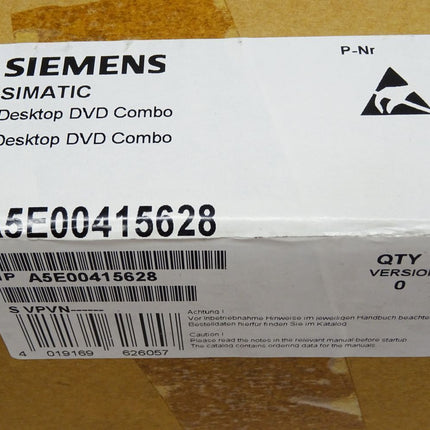 SIEMENS
P-Nr
SIMATIC
Desktop DVD Combo
Desktop DVD Combo
A5E00415628
1P A5E00415628
QTY
VERSION
0
S VPVN------
Achtung !
Vor Inbetriebnahme Hinweise im jeweiligen Handbuch beachten
Bestelldaten hierfür finden Sie im Katalog
Caution !
Please read the notes in the relevant manual before startup.
The catalog contains ordering data for the manuals.
4 019169 626057